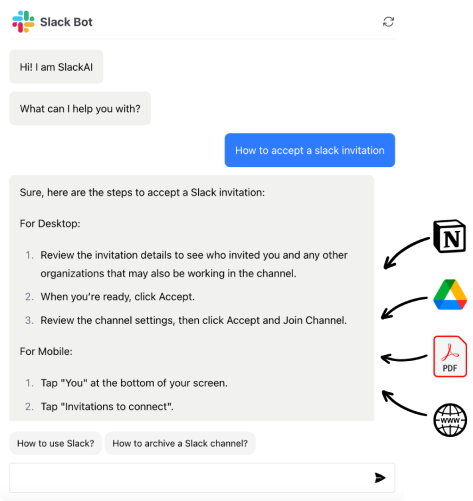 Slack Bot
Hi! I am SlackAI
What can I help you with?
How to accept a slack invitation
Sure, here are the steps to accept a Slack invitation:
For Desktop:
1. Review the invitation details to see who invited you and any other
organizations that may also be working in the channel.
2. When you're ready, click Accept.
3. Review the channel settings, then click Accept and Join Channel.
For Mobile:
1. Tap "You" at the bottom of your screen.
2. Tap "Invitations to connect".
How to use Slack?
How to archive a Slack channel?
N
PDF
WWW